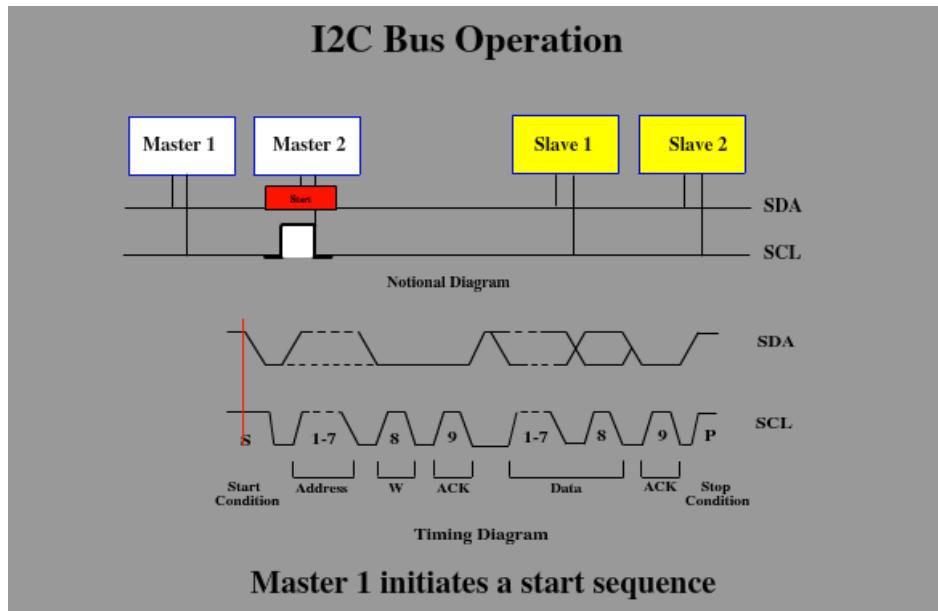 I2C Bus Operation
Master 1 Master 2 Slave 1 Slave 2
Start
SDA
SCL
Notional Diagram
SDA
SCL
S 1-7 8 9 1-7 8 9 P
Start Condition Address W ACK Data ACK Stop Condition
Timing Diagram
Master 1 initiates a start sequence